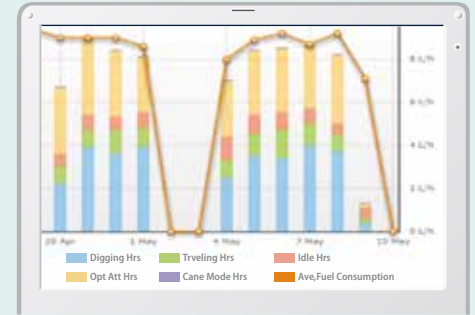 8 L/h
6 L/h
4 L/h
2 L/h
0 L/h
28 Apr 1 May 4 May 7 May 10 May
Digging Hrs Trveling Hrs Idle Hrs
Opt Att Hrs Cane Mode Hrs Ave,Fuel Consumption